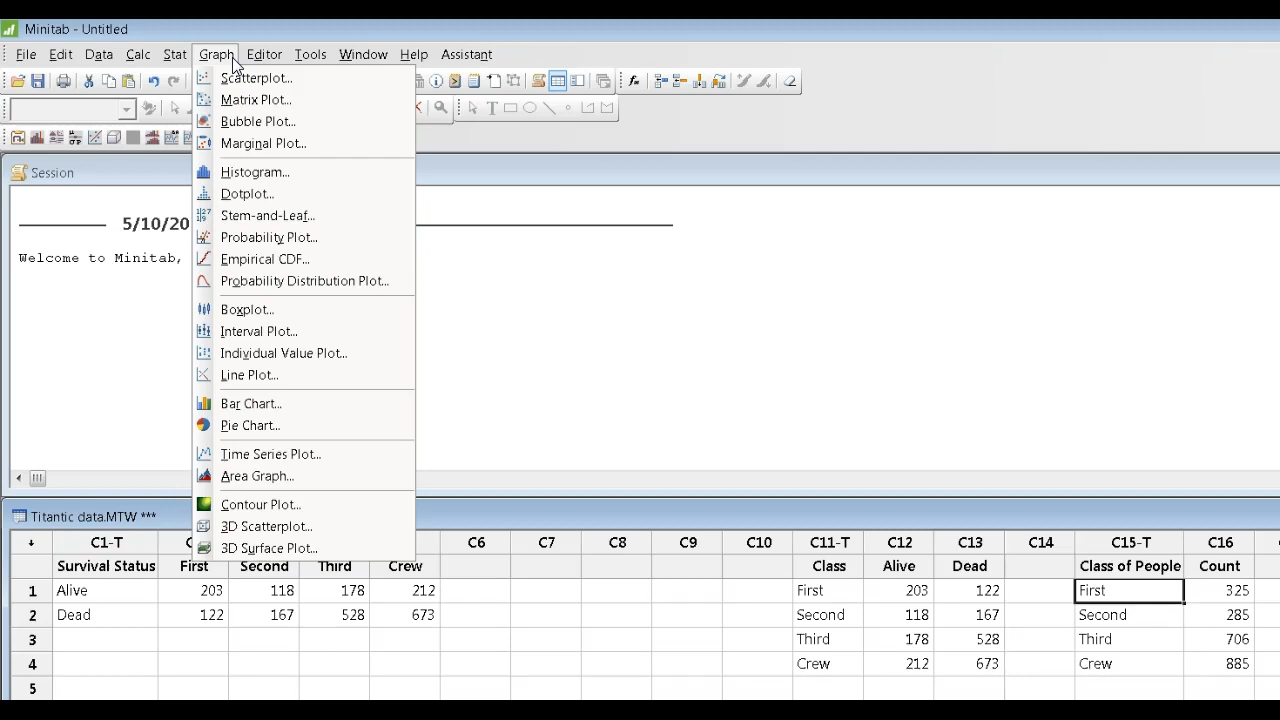 Minitab - Untitled
File Edit Data Calc Stat Graph Editor Tools Window Help Assistant
Scatterplot...
Matrix Plot...
Bubble Plot...
Marginal Plot...
Histogram...
Dotplot...
Stem-and-Leaf...
Probability Plot...
Empirical CDF...
Probability Distribution Plot...
Boxplot...
Interval Plot...
Individual Value Plot...
Line Plot...
Bar Chart...
Pie Chart...
Time Series Plot...
Area Graph...
Contour Plot...
3D Scatterplot...
3D Surface Plot...
Session
5/10/20
Welcome to Minitab,
Titantic data.MTW ***
C1-T C6 C7 C8 C9 C10 C11-T C12 C13 C14 C15-T C16
Survival Status First Second Third Crew Class Alive Dead Class of People Count
1 Alive 203 118 178 212 First 203 122 First 325
2 Dead 122 167 528 673 Second 118 167 Second 285
3 Third 178 528 Third 706
4 Crew 212 673 Crew 885
5